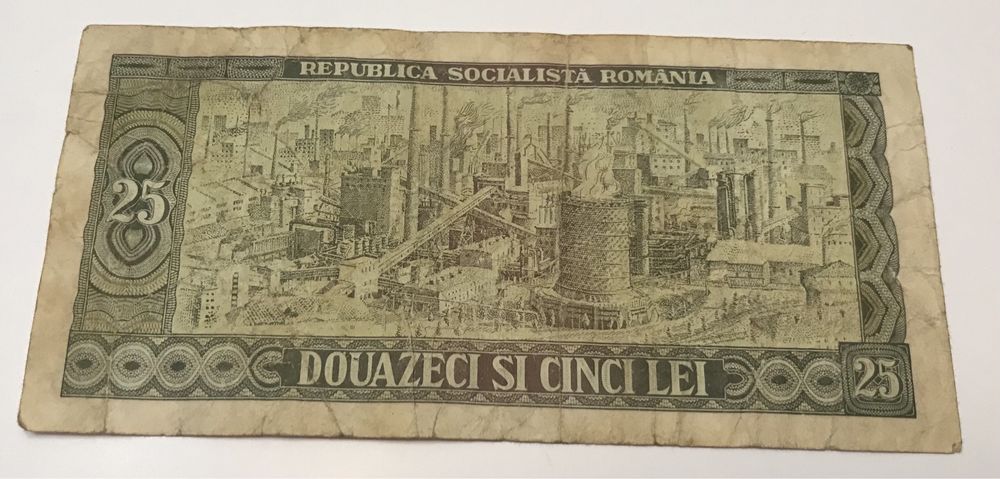 REPUBLICA SOCIALISTĂ ROMÂNIA
25
DOUAZECI SI CINCI LEI
25